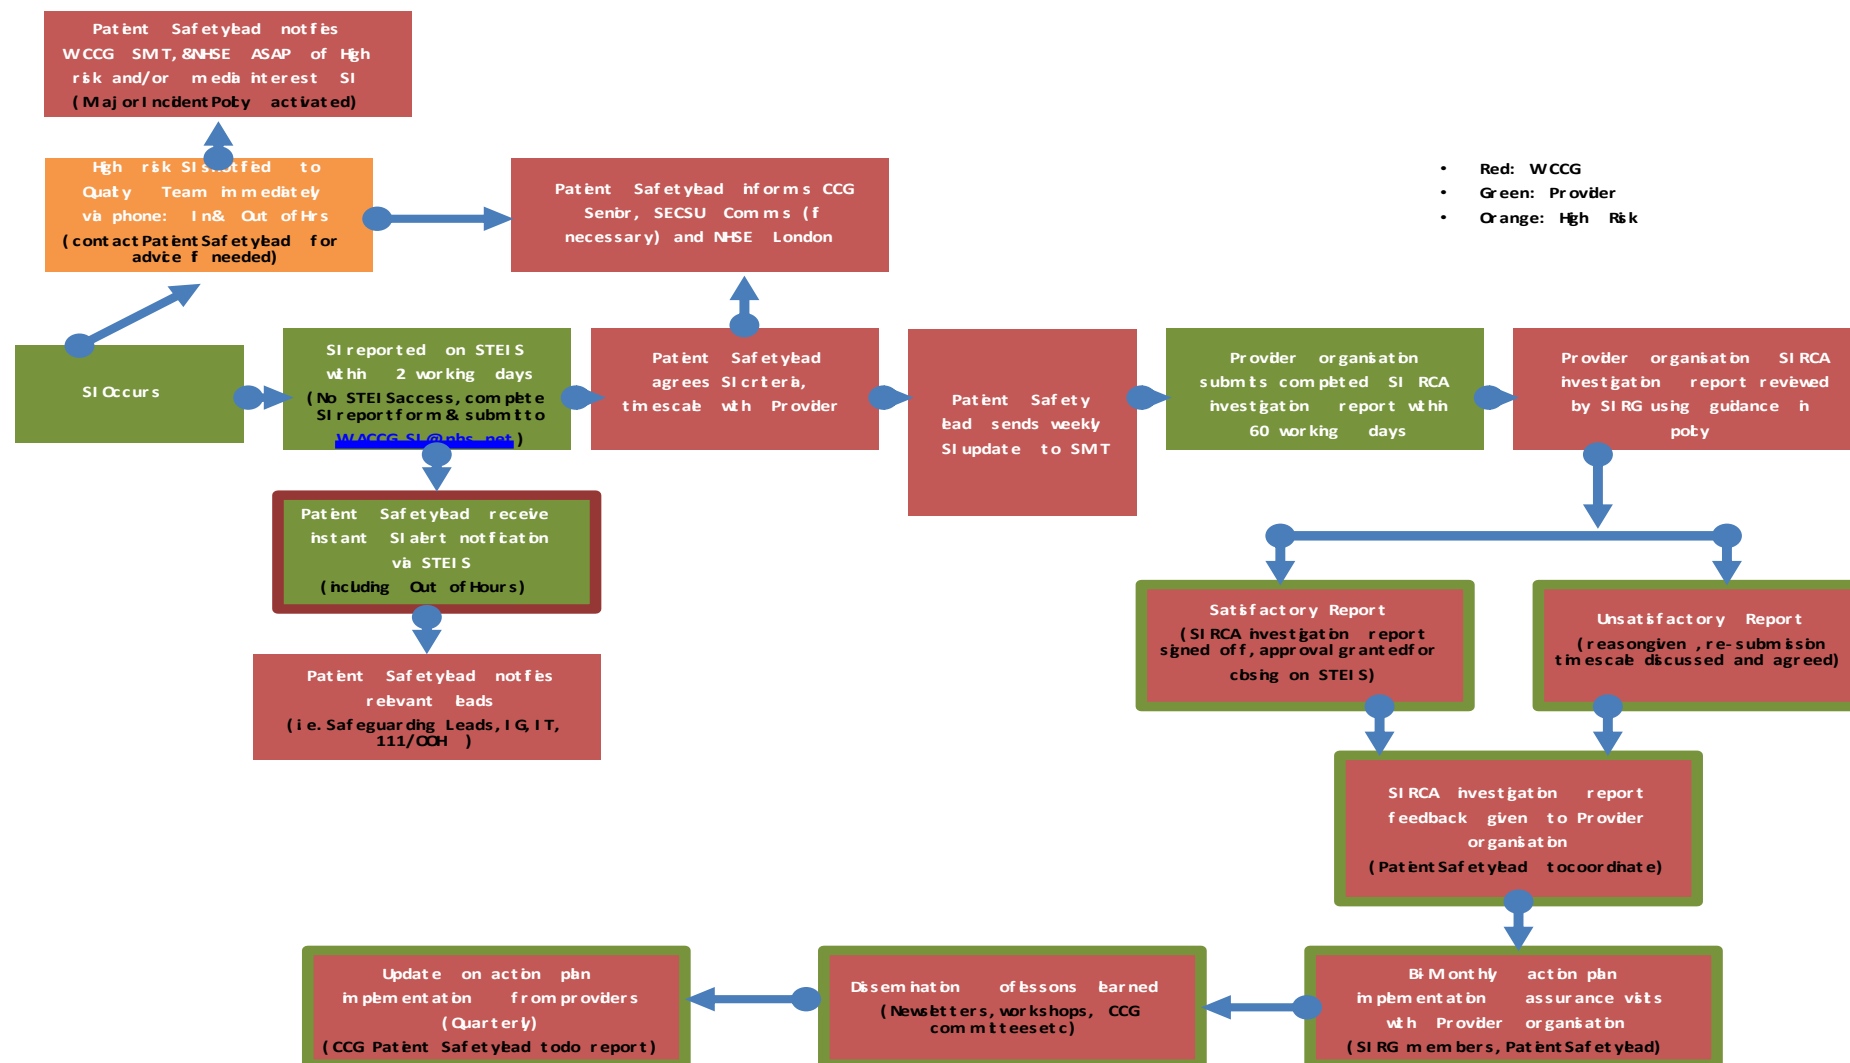 Patient Safety lead notifies
WCCG SMT, & NHSE ASAP of High
risk and/or media interest SI
(Major Incident Policy activated)
High risk SI s notified to
Quality Team immediately
via phone: In & Out of Hrs
(contact Patient Safety lead for
advice if needed)
Patient Safety lead informs CCG
Senior, SECSU Comms (if
necessary) and NHSE London
• Red: WCCG
• Green: Provider
• Orange: High Risk
SI Occurs
SI reported on STEIS
within 2 working days
(No STEIS access, complete
SI report form & submit to
WACCG.SI@nhs.net)
Patient Safety lead
agrees SI criteria,
timescale with Provider
Patient Safety
lead sends weekly
SI update to SMT
Provider organisation
submits completed SI RCA
investigation report within
60 working days
Provider organisation SI RCA
investigation report reviewed
by SIRG using guidance in
policy
Patient Safety lead receive
instant SI alert notification
via STEIS
(including Out of Hours)
Patient Safety lead notifies
relevant leads
(i.e. Safeguarding Leads, IG, IT,
111/OOH )
Satisfactory Report
(SI RCA investigation report
signed off, approval granted for
closing on STEIS)
Unsatisfactory Report
(reason given , re-submission
timescale discussed and agreed)
SI RCA investigation report
feedback given to Provider
organisation
(Patient Safety lead to coordinate)
Bi-Monthly action plan
implementation assurance visits
with Provider organisation
(SIRG members, Patient Safety lead)
Dissemination of lessons learned
(Newsletters, workshops, CCG
committees etc)
Update on action plan
implementation from providers
(Quarterly)
(CCG Patient Safety lead to do report)